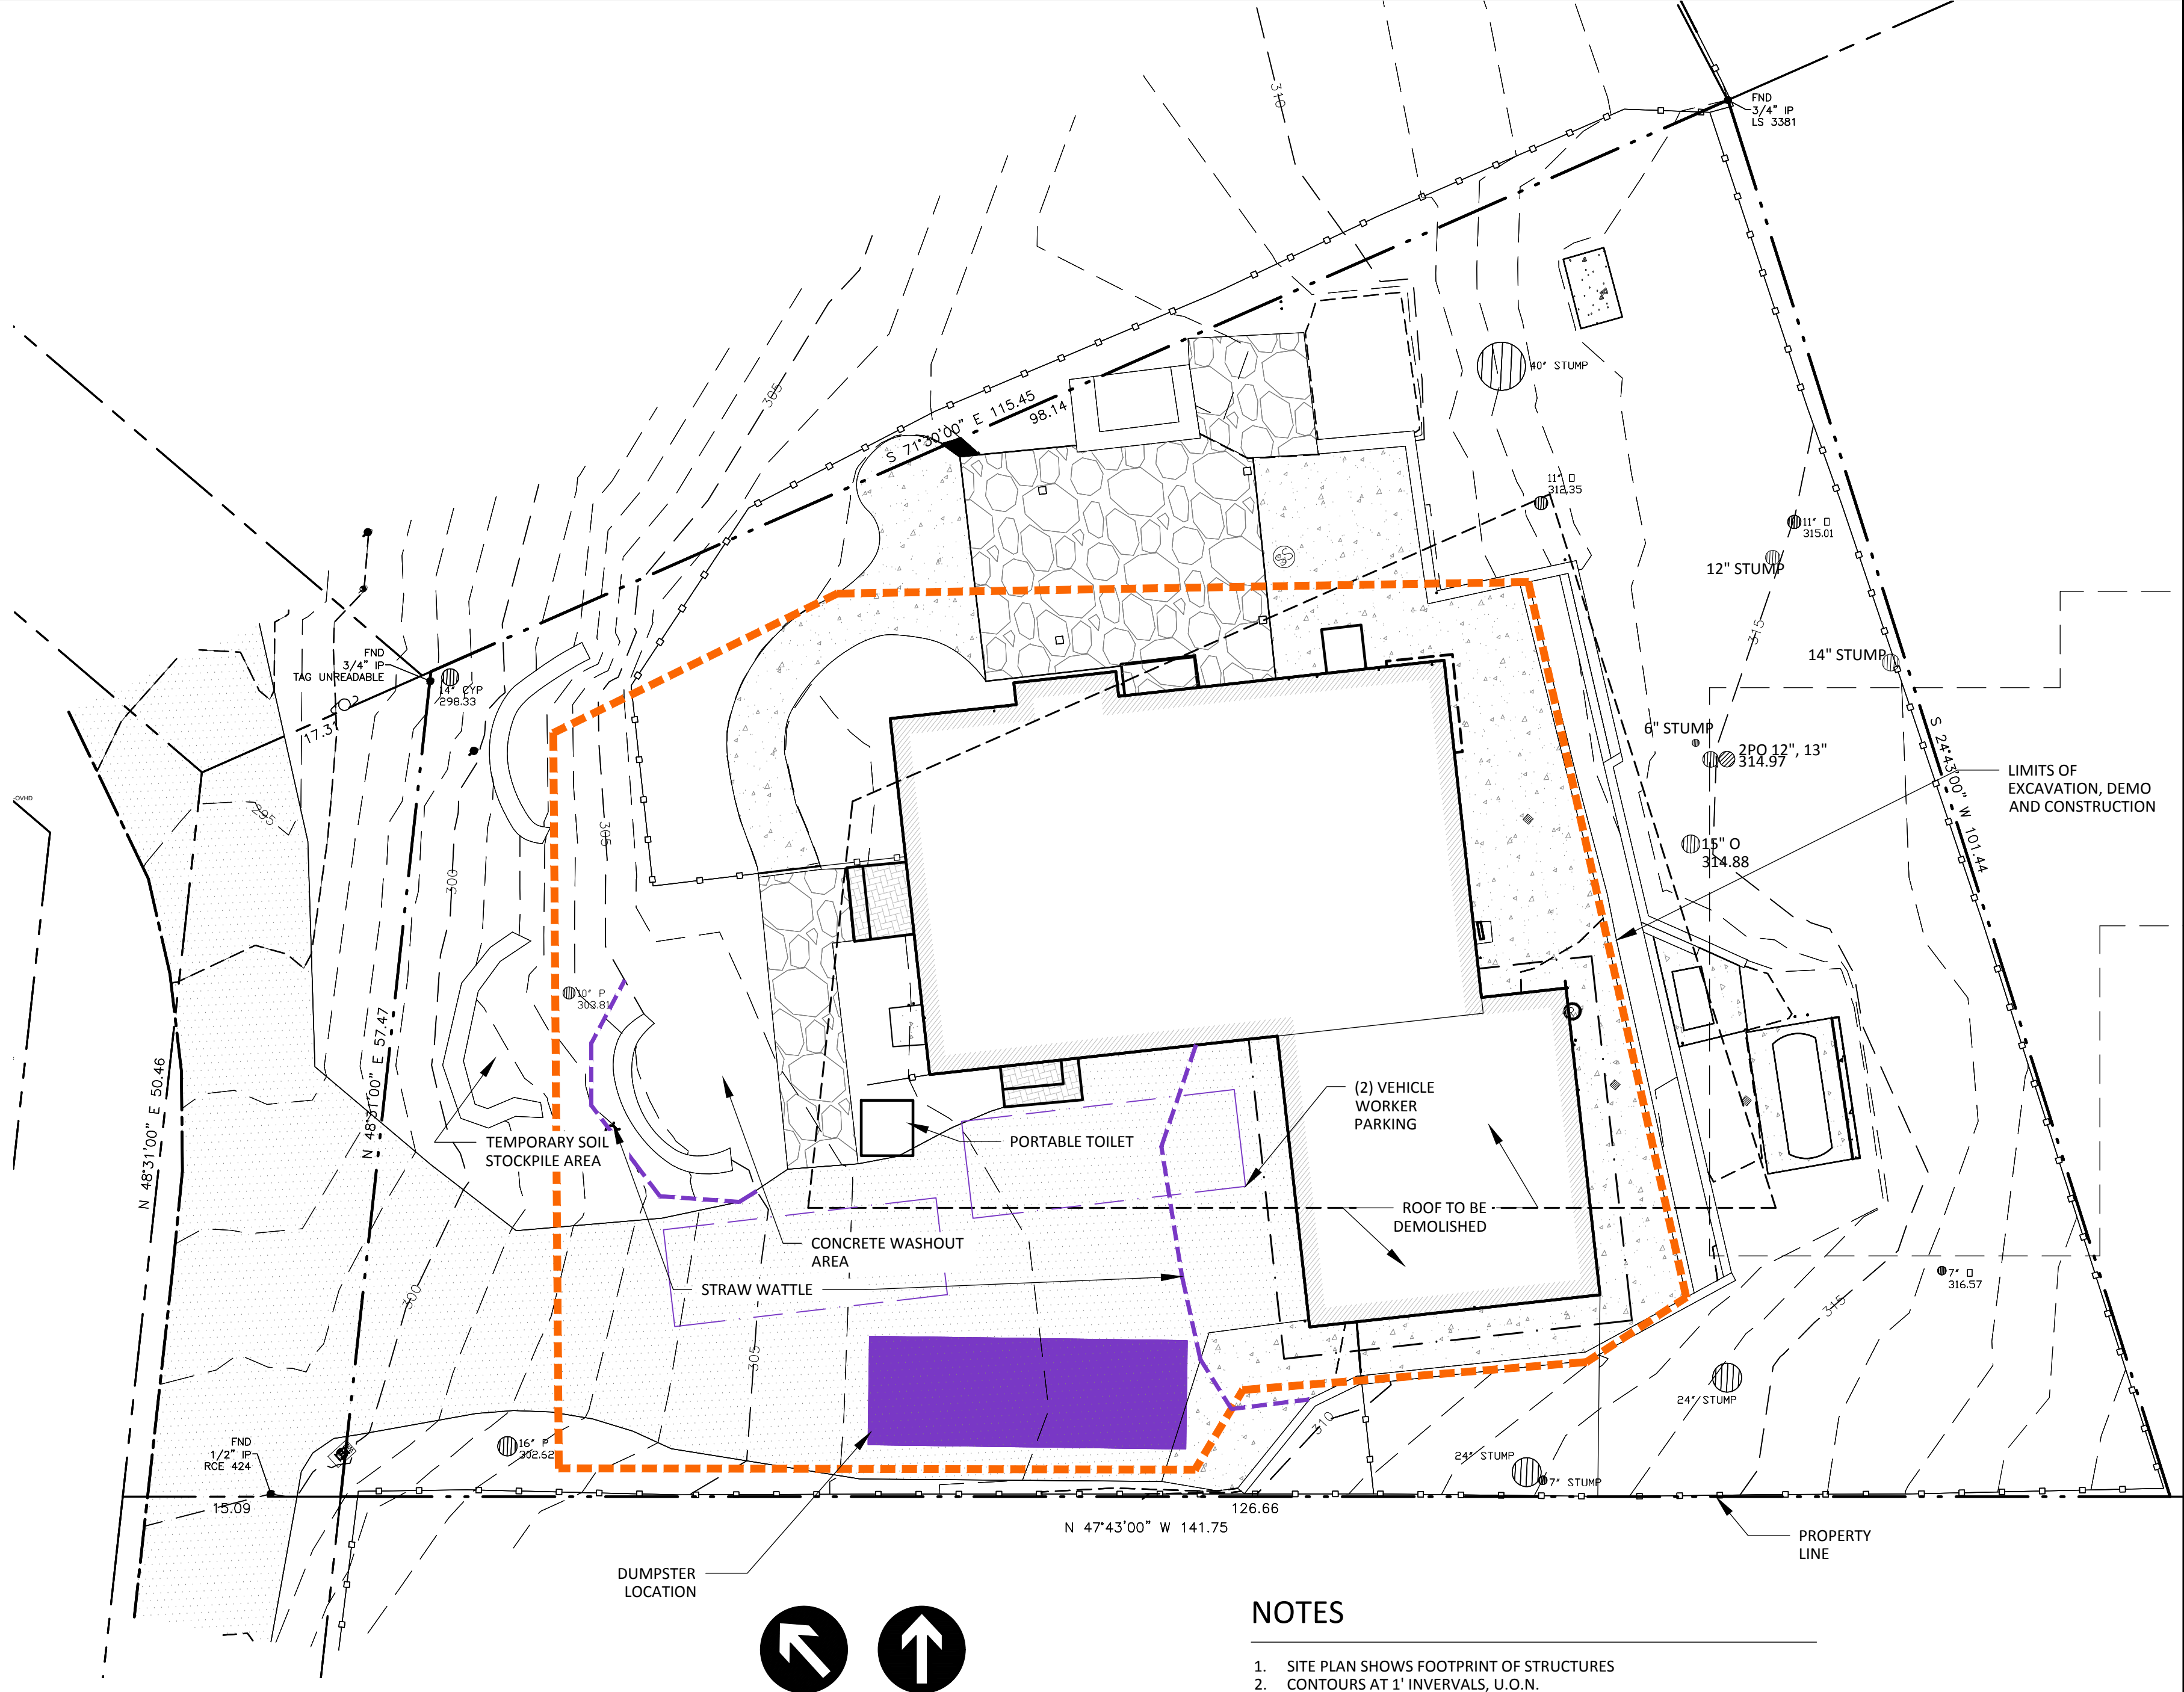 310
FND
3/4" IP
LS 3381
305
40" STUMP
S 71°30'00" E 115.45
98.14
11" O
312.35
11" O
315.01
SS
12" STUMP
315
14" STUMP
FND
3/4" IP
TAG UNREADABLE
14" CYP
298.33
2
17.31
6" STUMP
2PO 12", 13"
314.97
S 24°43'00" W 101.44
LIMITS OF
EXCAVATION, DEMO
AND CONSTRUCTION
OVHD
295
305
300
15" O
314.88
10" P
303.81
N 48°31'00" E 57.47
N 48°31'00" E 50.46
(2) VEHICLE
WORKER
PARKING
TEMPORARY SOIL
STOCKPILE AREA
PORTABLE TOILET
ROOF TO BE
DEMOLISHED
CONCRETE WASHOUT
AREA
STRAW WATTLE
300
7" O
316.57
315
305
24" STUMP
310
FND
1/2" IP
RCE 424
16" P
302.62
24" STUMP
7" STUMP
15.09
126.66
N 47°43'00" W 141.75
PROPERTY
LINE
DUMPSTER
LOCATION
NOTES
1. SITE PLAN SHOWS FOOTPRINT OF STRUCTURES
2. CONTOURS AT 1' INVERVALS, U.O.N.